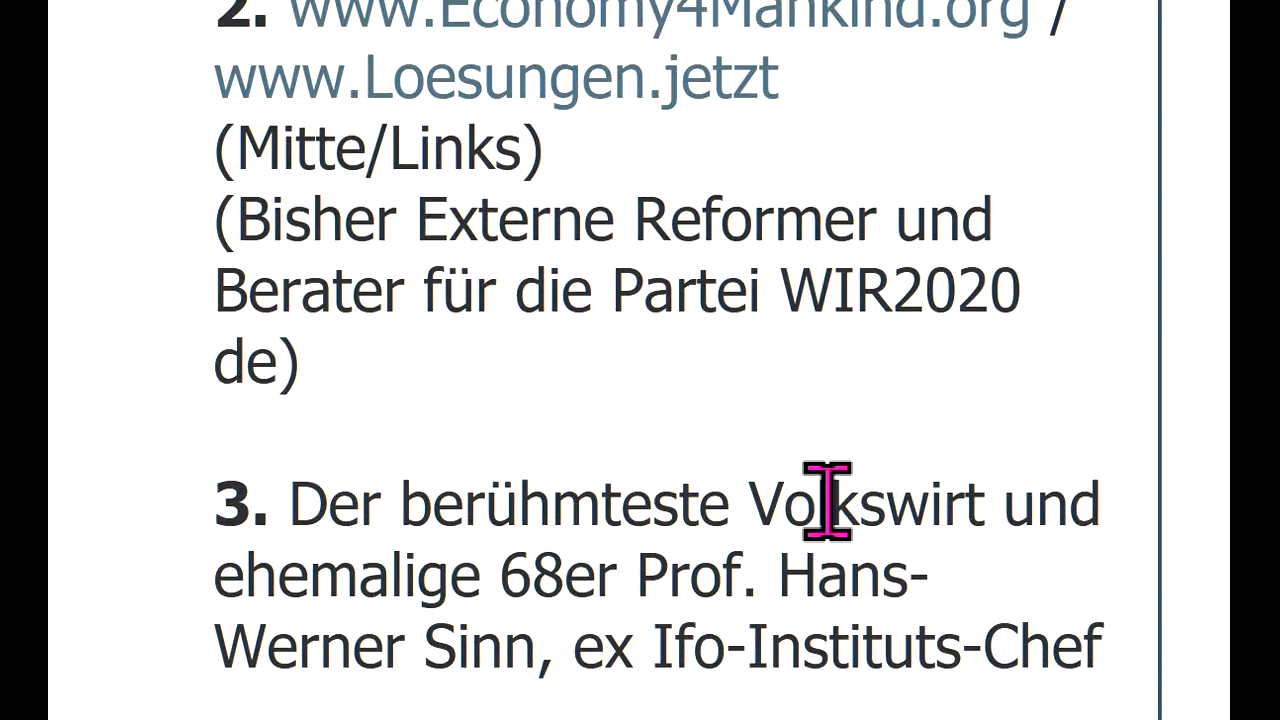 2. www.Economy4Mankind.org /
www.Loesungen.jetzt
(Mitte/Links)
(Bisher Externe Reformer und
Berater für die Partei WIR2020
de)
3. Der berühmteste Volkswirt und
ehemalige 68er Prof. Hans-
Werner Sinn, ex Ifo-Instituts-Chef